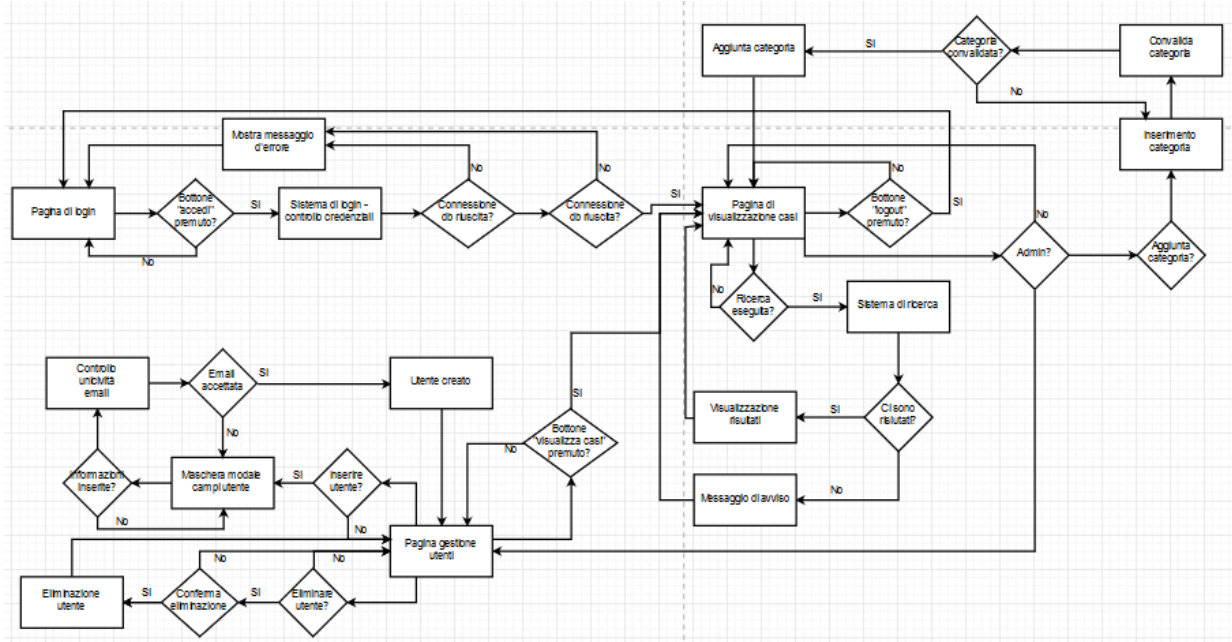 Aggiunta categoria
SI
Categoria
convalidata?
Convalida
categoria
No
Inserimento
categoria
Mostra messaggio
d'errore
No
No
No
No
Pagina di login
Bottone
"accedi"
premuto?
SI
Sistema di login -
controllo credenziali
Connessione
db riuscita?
Connessione
db riuscita?
SI
Pagina di
visualizzazione casi
Bottone
"logout"
premuto?
SI
No
Admin?
Aggiunta
categoria?
No
Ricerca
eseguita?
SI
Sistema di ricerca
Controllo
unicività
email
Email
accettata
SI
Utente creato
SI
No
Bottone
"visualizza casi"
premuto?
No
Visualizzazione
risultati
SI
Ci sono
rislutati?
Informazioni
inserite?
Maschera modale
campi utente
SI
Inserire
utente?
Messaggio di avviso
No
No
No
Pagina gestione
utenti
No
No
Eliminazione
utente
SI
Conferma
eliminazione
SI
Eliminare
utente?